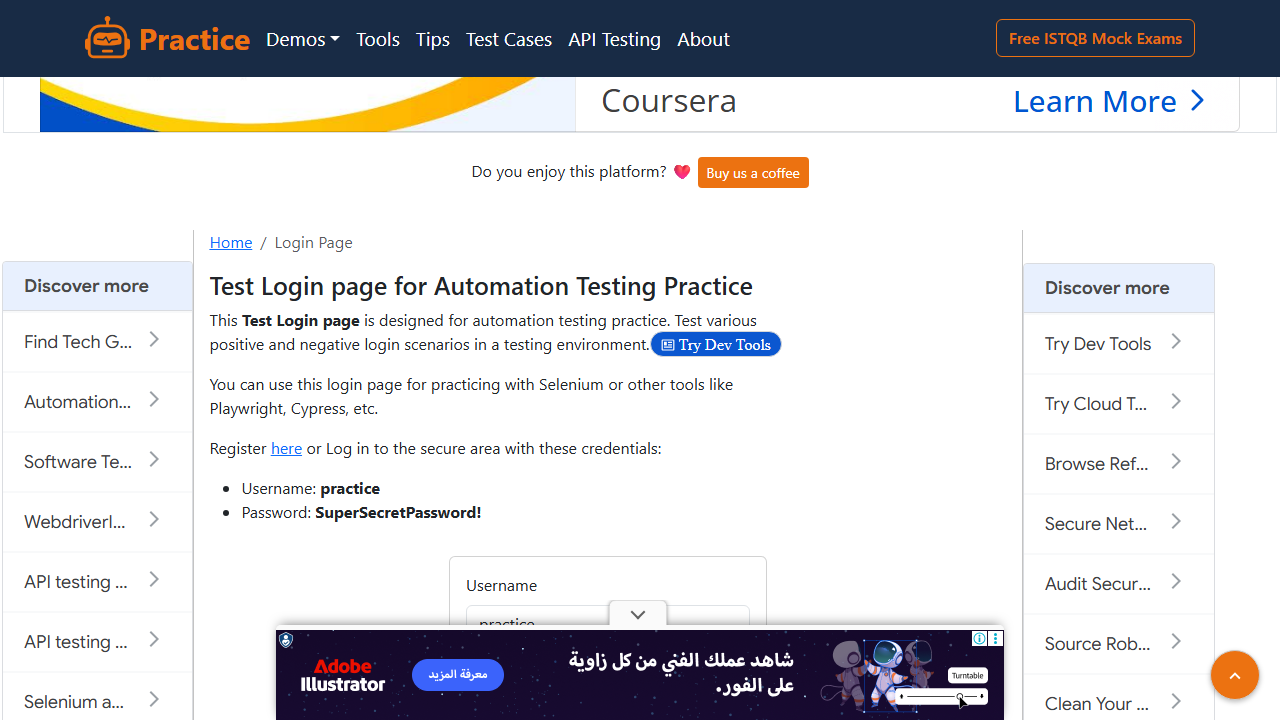 Practice
Demos
Tools
Tips
Test Cases
API Testing
About
Free ISTQB Mock Exams
Coursera
Learn More
Do you enjoy this platform?
Buy us a coffee
Home / Login Page
Discover more
Find Tech G...
Automation...
Software Te...
Webdriverl...
API testing ...
API testing ...
Selenium a...
Test Login page for Automation Testing Practice
This Test Login page is designed for automation testing practice. Test various
positive and negative login scenarios in a testing environment. Try Dev Tools
You can use this login page for practicing with Selenium or other tools like
Playwright, Cypress, etc.
Register here or Log in to the secure area with these credentials:
Username: practice
Password: SuperSecretPassword!
Username
practice
Discover more
Try Dev Tools
Try Cloud T...
Browse Ref...
Secure Net...
Audit Secur...
Source Rob...
Clean Your ...
Adobe
Illustrator
معرفة المزيد
شاهد عملك الفني من كل زاوية
على الفور.
Turntable